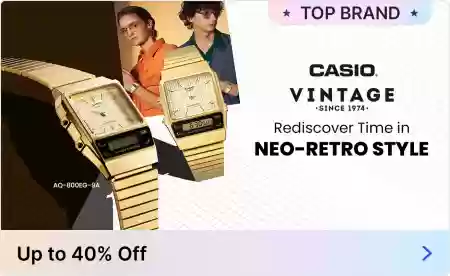 ★ TOP BRAND ★
CASIO®
VINTAGE
• SINCE 1974 •
Rediscover Time in
NEO-RETRO STYLE
AQ-800EG-9A
Up to 40% Off